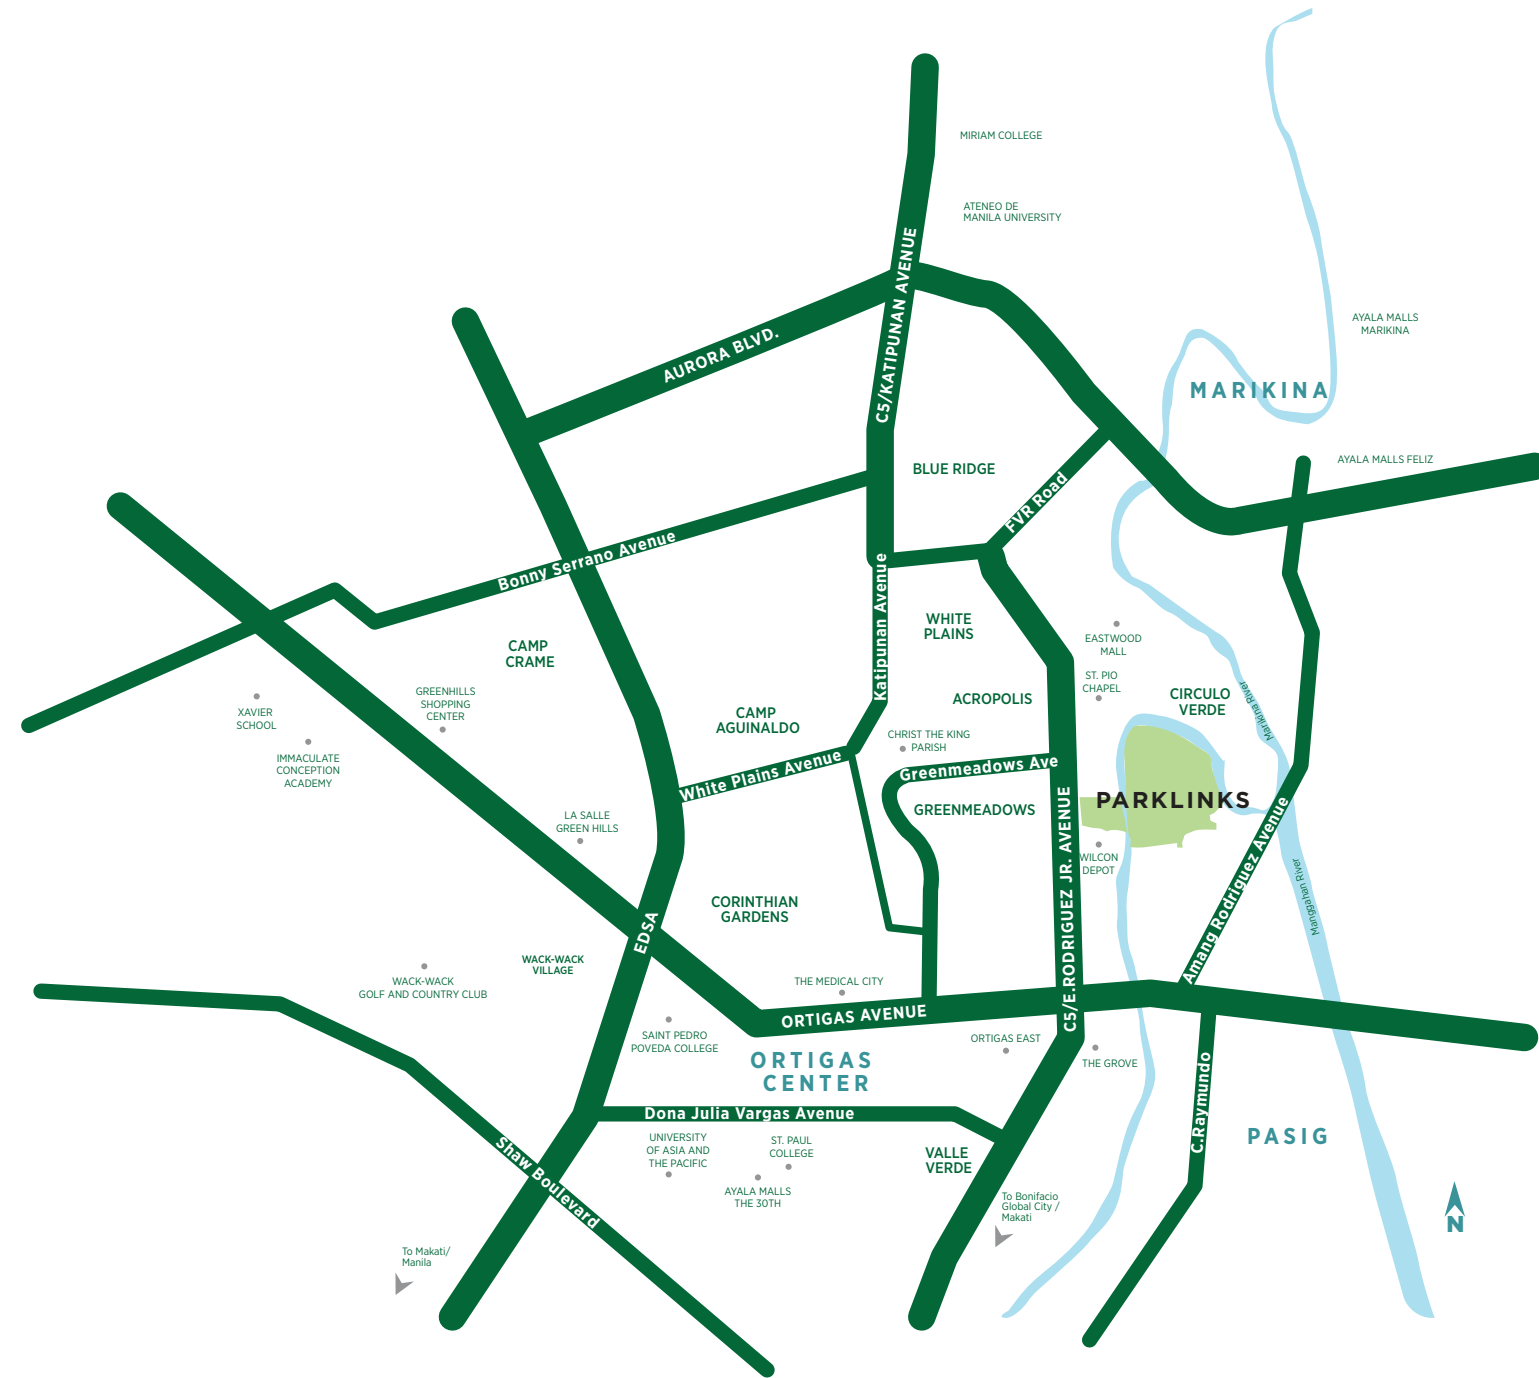 MIRIAM COLLEGE
ATENEO DE
MANILA UNIVERSITY
C5/KATIPUNAN AVENUE
AURORA BLVD.
AYALA MALLS
MARIKINA
MARIKINA
AYALA MALLS FELIZ
BLUE RIDGE
FVR Road
Bonny Serrano Avenue
Katipunan Avenue
WHITE
PLAINS
EASTWOOD
MALL
CAMP
CRAME
ST. PIO
CHAPEL
CIRCULO
VERDE
Marikina River
ACROPOLIS
GREENHILLS
SHOPPING
CENTER
XAVIER
SCHOOL
CAMP
AGUINALDO
CHRIST THE KING
PARISH
IMMACULATE
CONCEPTION
ACADEMY
White Plains Avenue
Greenmeadows Ave
GREENMEADOWS
PARKLINKS
LA SALLE
GREEN HILLS
WILCON
DEPOT
C5/E.RODRIGUEZ JR. AVENUE
Amang Rodriguez Avenue
Manggahan River
CORINTHIAN
GARDENS
EDSA
WACK-WACK
VILLAGE
WACK-WACK
GOLF AND COUNTRY CLUB
THE MEDICAL CITY
ORTIGAS AVENUE
SAINT PEDRO
POVEDA COLLEGE
ORTIGAS EAST
THE GROVE
ORTIGAS
CENTER
C.Raymundo
Dona Julia Vargas Avenue
PASIG
UNIVERSITY
OF ASIA AND
THE PACIFIC
ST. PAUL
COLLEGE
VALLE
VERDE
Shaw Boulevard
AYALA MALLS
THE 30TH
To Bonifacio
Global City /
Makati
N
To Makati/
Manila